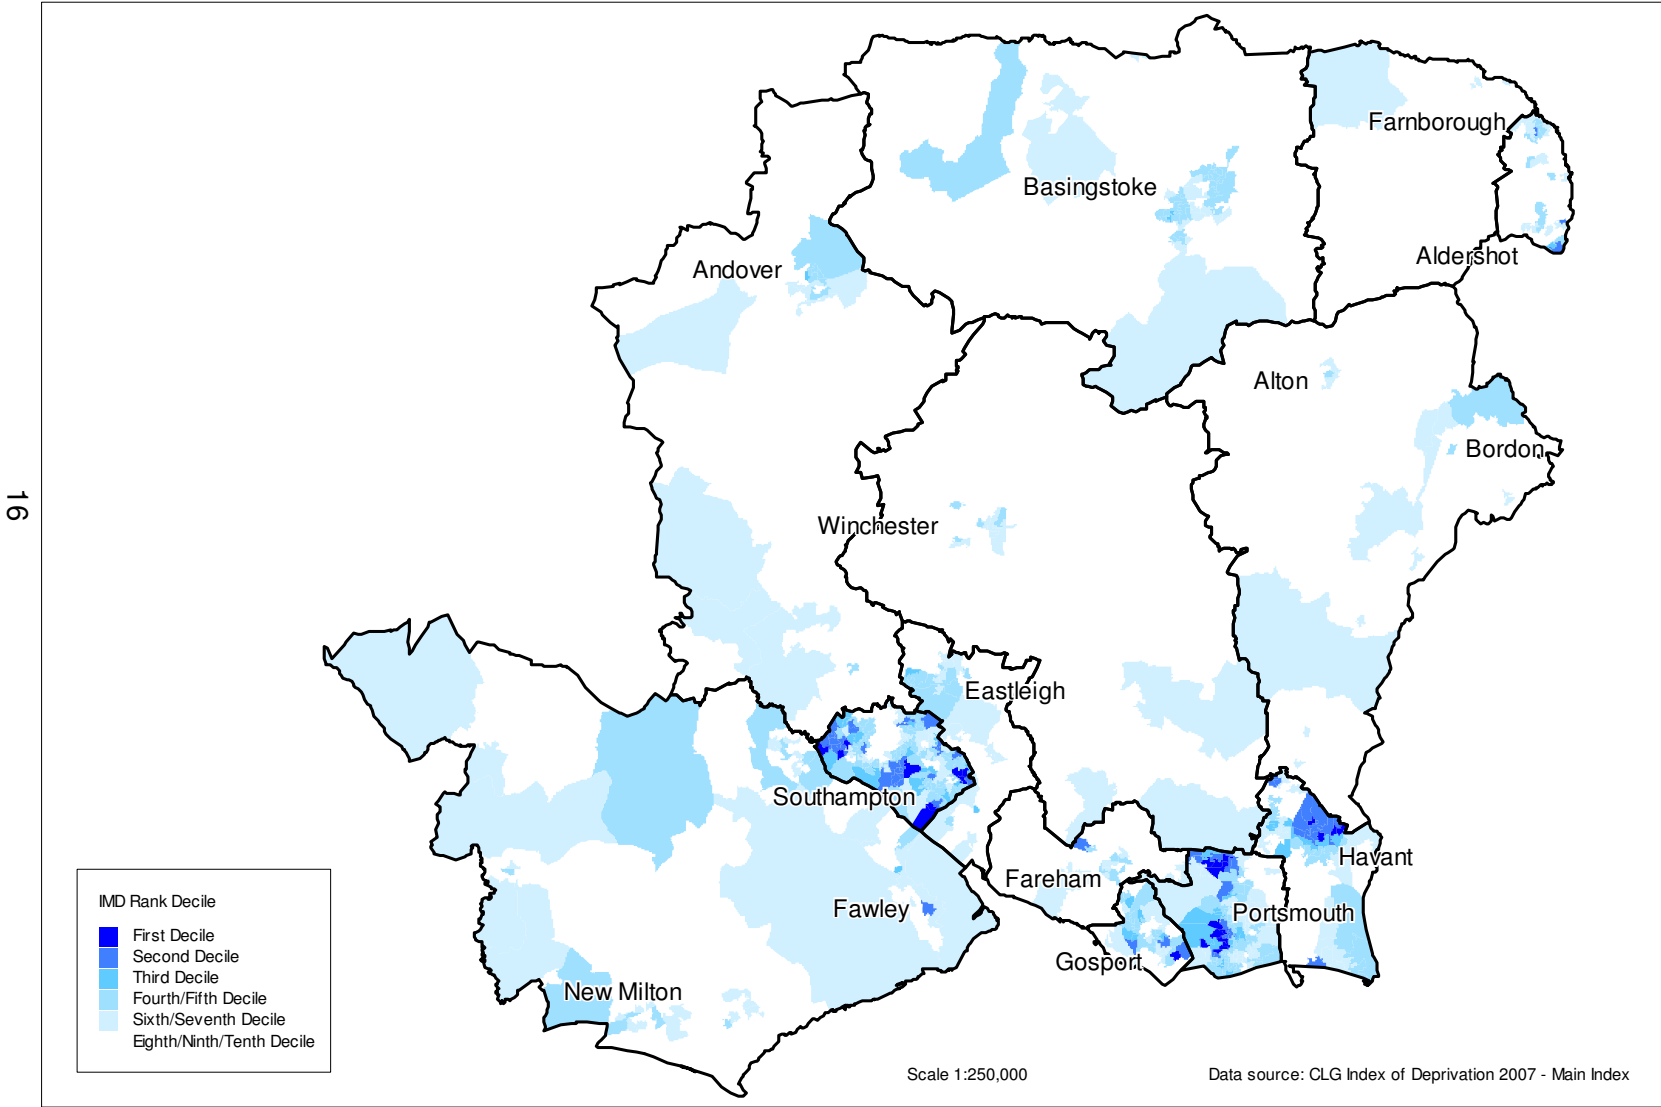 Farnborough
Basingstoke
Aldershot
Andover
Alton
Bordon
Winchester
16
Eastleigh
Southampton
Havant
Fareham
Fawley
Portsmouth
Gosport
New Milton
IMD Rank Decile
First Decile
Second Decile
Third Decile
Fourth/Fifth Decile
Sixth/Seventh Decile
Eighth/Ninth/Tenth Decile
Scale 1:250,000
Data source: CLG Index of Deprivation 2007 - Main Index